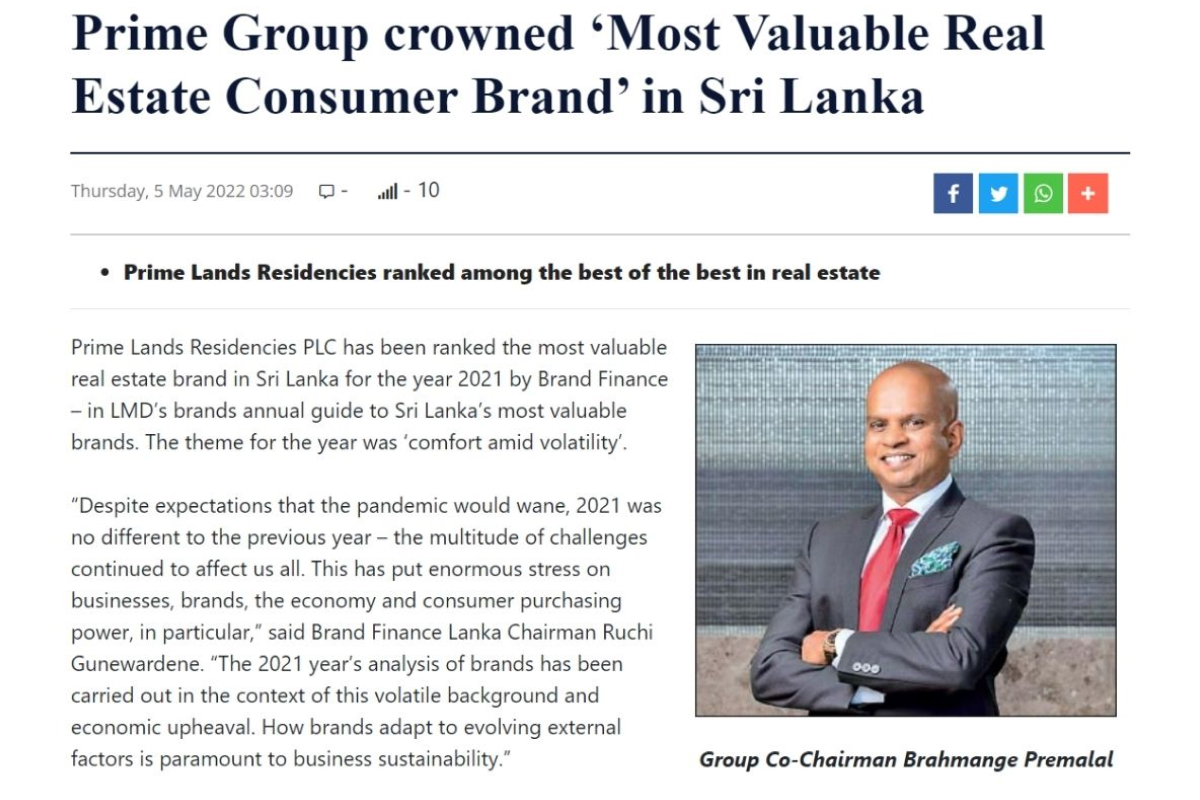 Prime Group crowned ‘Most Valuable Real
Estate Consumer Brand’ in Sri Lanka
Thursday, 5 May 2022 03:09 - - 10
• Prime Lands Residencies ranked among the best of the best in real estate
Prime Lands Residencies PLC has been ranked the most valuable
real estate brand in Sri Lanka for the year 2021 by Brand Finance
– in LMD’s brands annual guide to Sri Lanka’s most valuable
brands. The theme for the year was ‘comfort amid volatility’.
“Despite expectations that the pandemic would wane, 2021 was
no different to the previous year – the multitude of challenges
continued to affect us all. This has put enormous stress on
businesses, brands, the economy and consumer purchasing
power, in particular,” said Brand Finance Lanka Chairman Ruchi
Gunewardene. “The 2021 year’s analysis of brands has been
carried out in the context of this volatile background and
economic upheaval. How brands adapt to evolving external
factors is paramount to business sustainability.”
Group Co-Chairman Brahmange Premalal